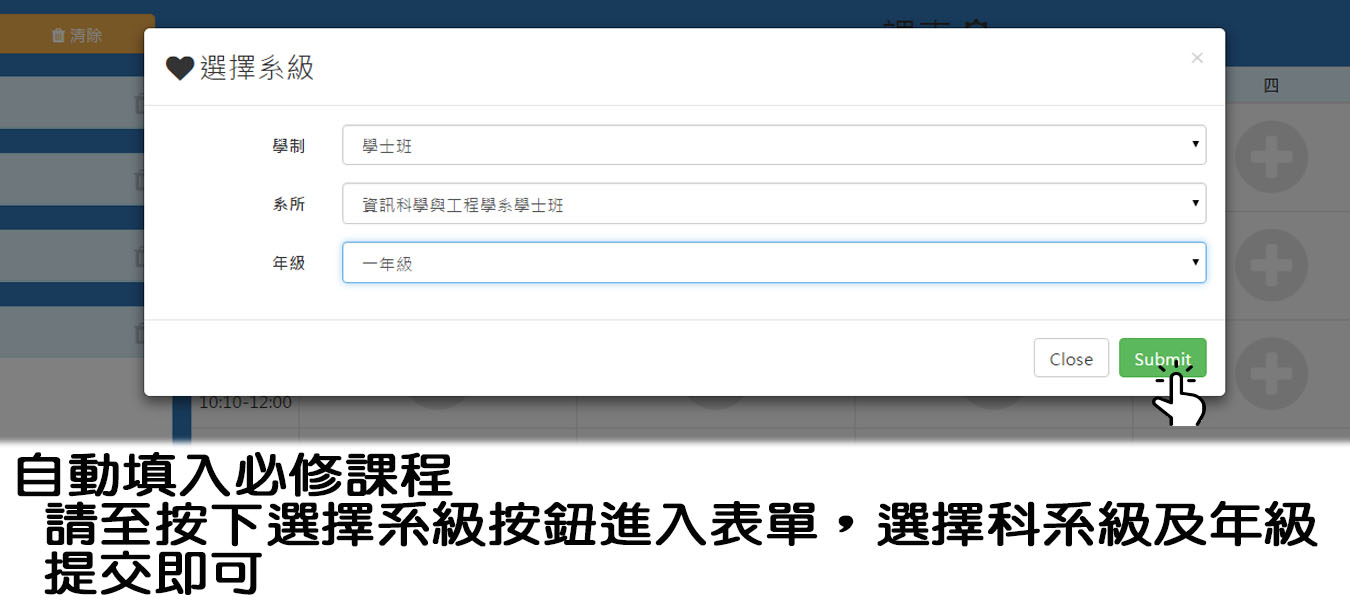 清除
選擇系級
×
四
學制
學士班
系所
資訊科學與工程學系學士班
年級
一年級
Close
Submit
10:10-12:00
自動填入必修課程
請至按下選擇系級按鈕進入表單，選擇科系級及年級
提交即可